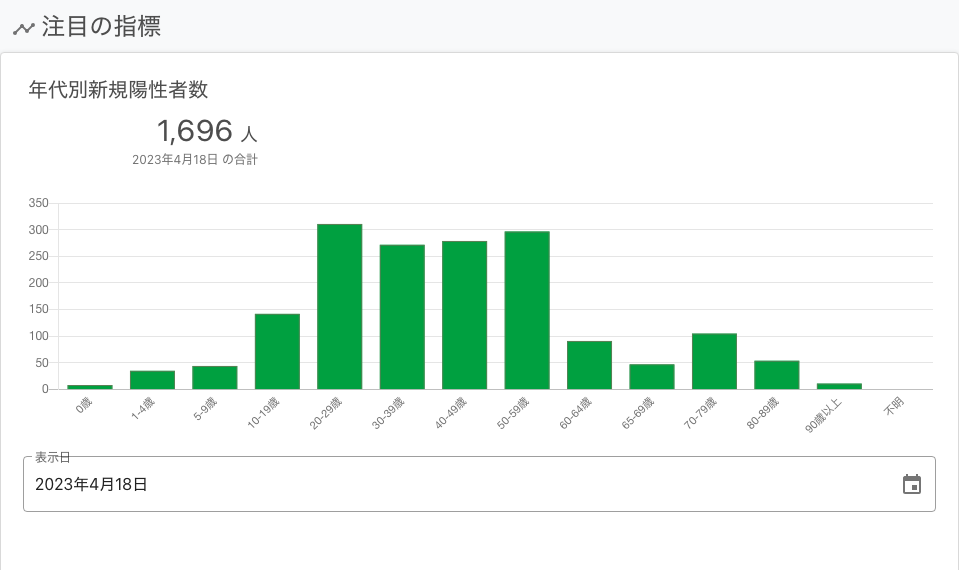 注目の指標
年代別新規陽性者数
1,696 人
2023年4月18日 の合計
350
300
250
200
150
100
50
0
0歳
1-4歳
5-9歳
10-19歳
20-29歳
30-39歳
40-49歳
50-59歳
60-64歳
65-69歳
70-79歳
80-89歳
90歳以上
不明
表示日
2023年4月18日